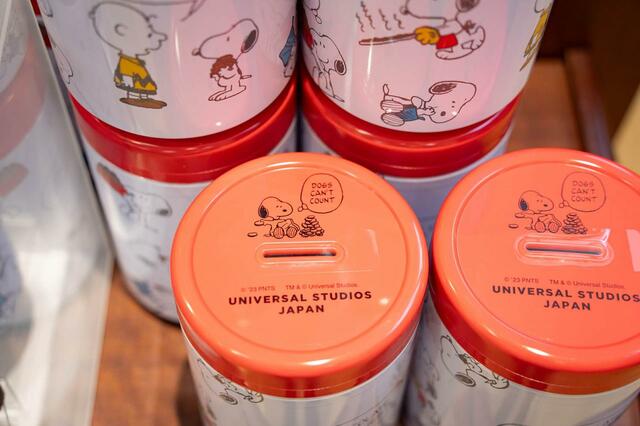 DOGS
CAN'T
COUNT
© '23 PNTS TM & © Universal Studios.
UNIVERSAL STUDIOS
JAPAN
DOGS
CAN'T
COUNT
© '23 PNTS TM & © Universal Studios.
UNIVERSAL STUDIOS
JAPAN